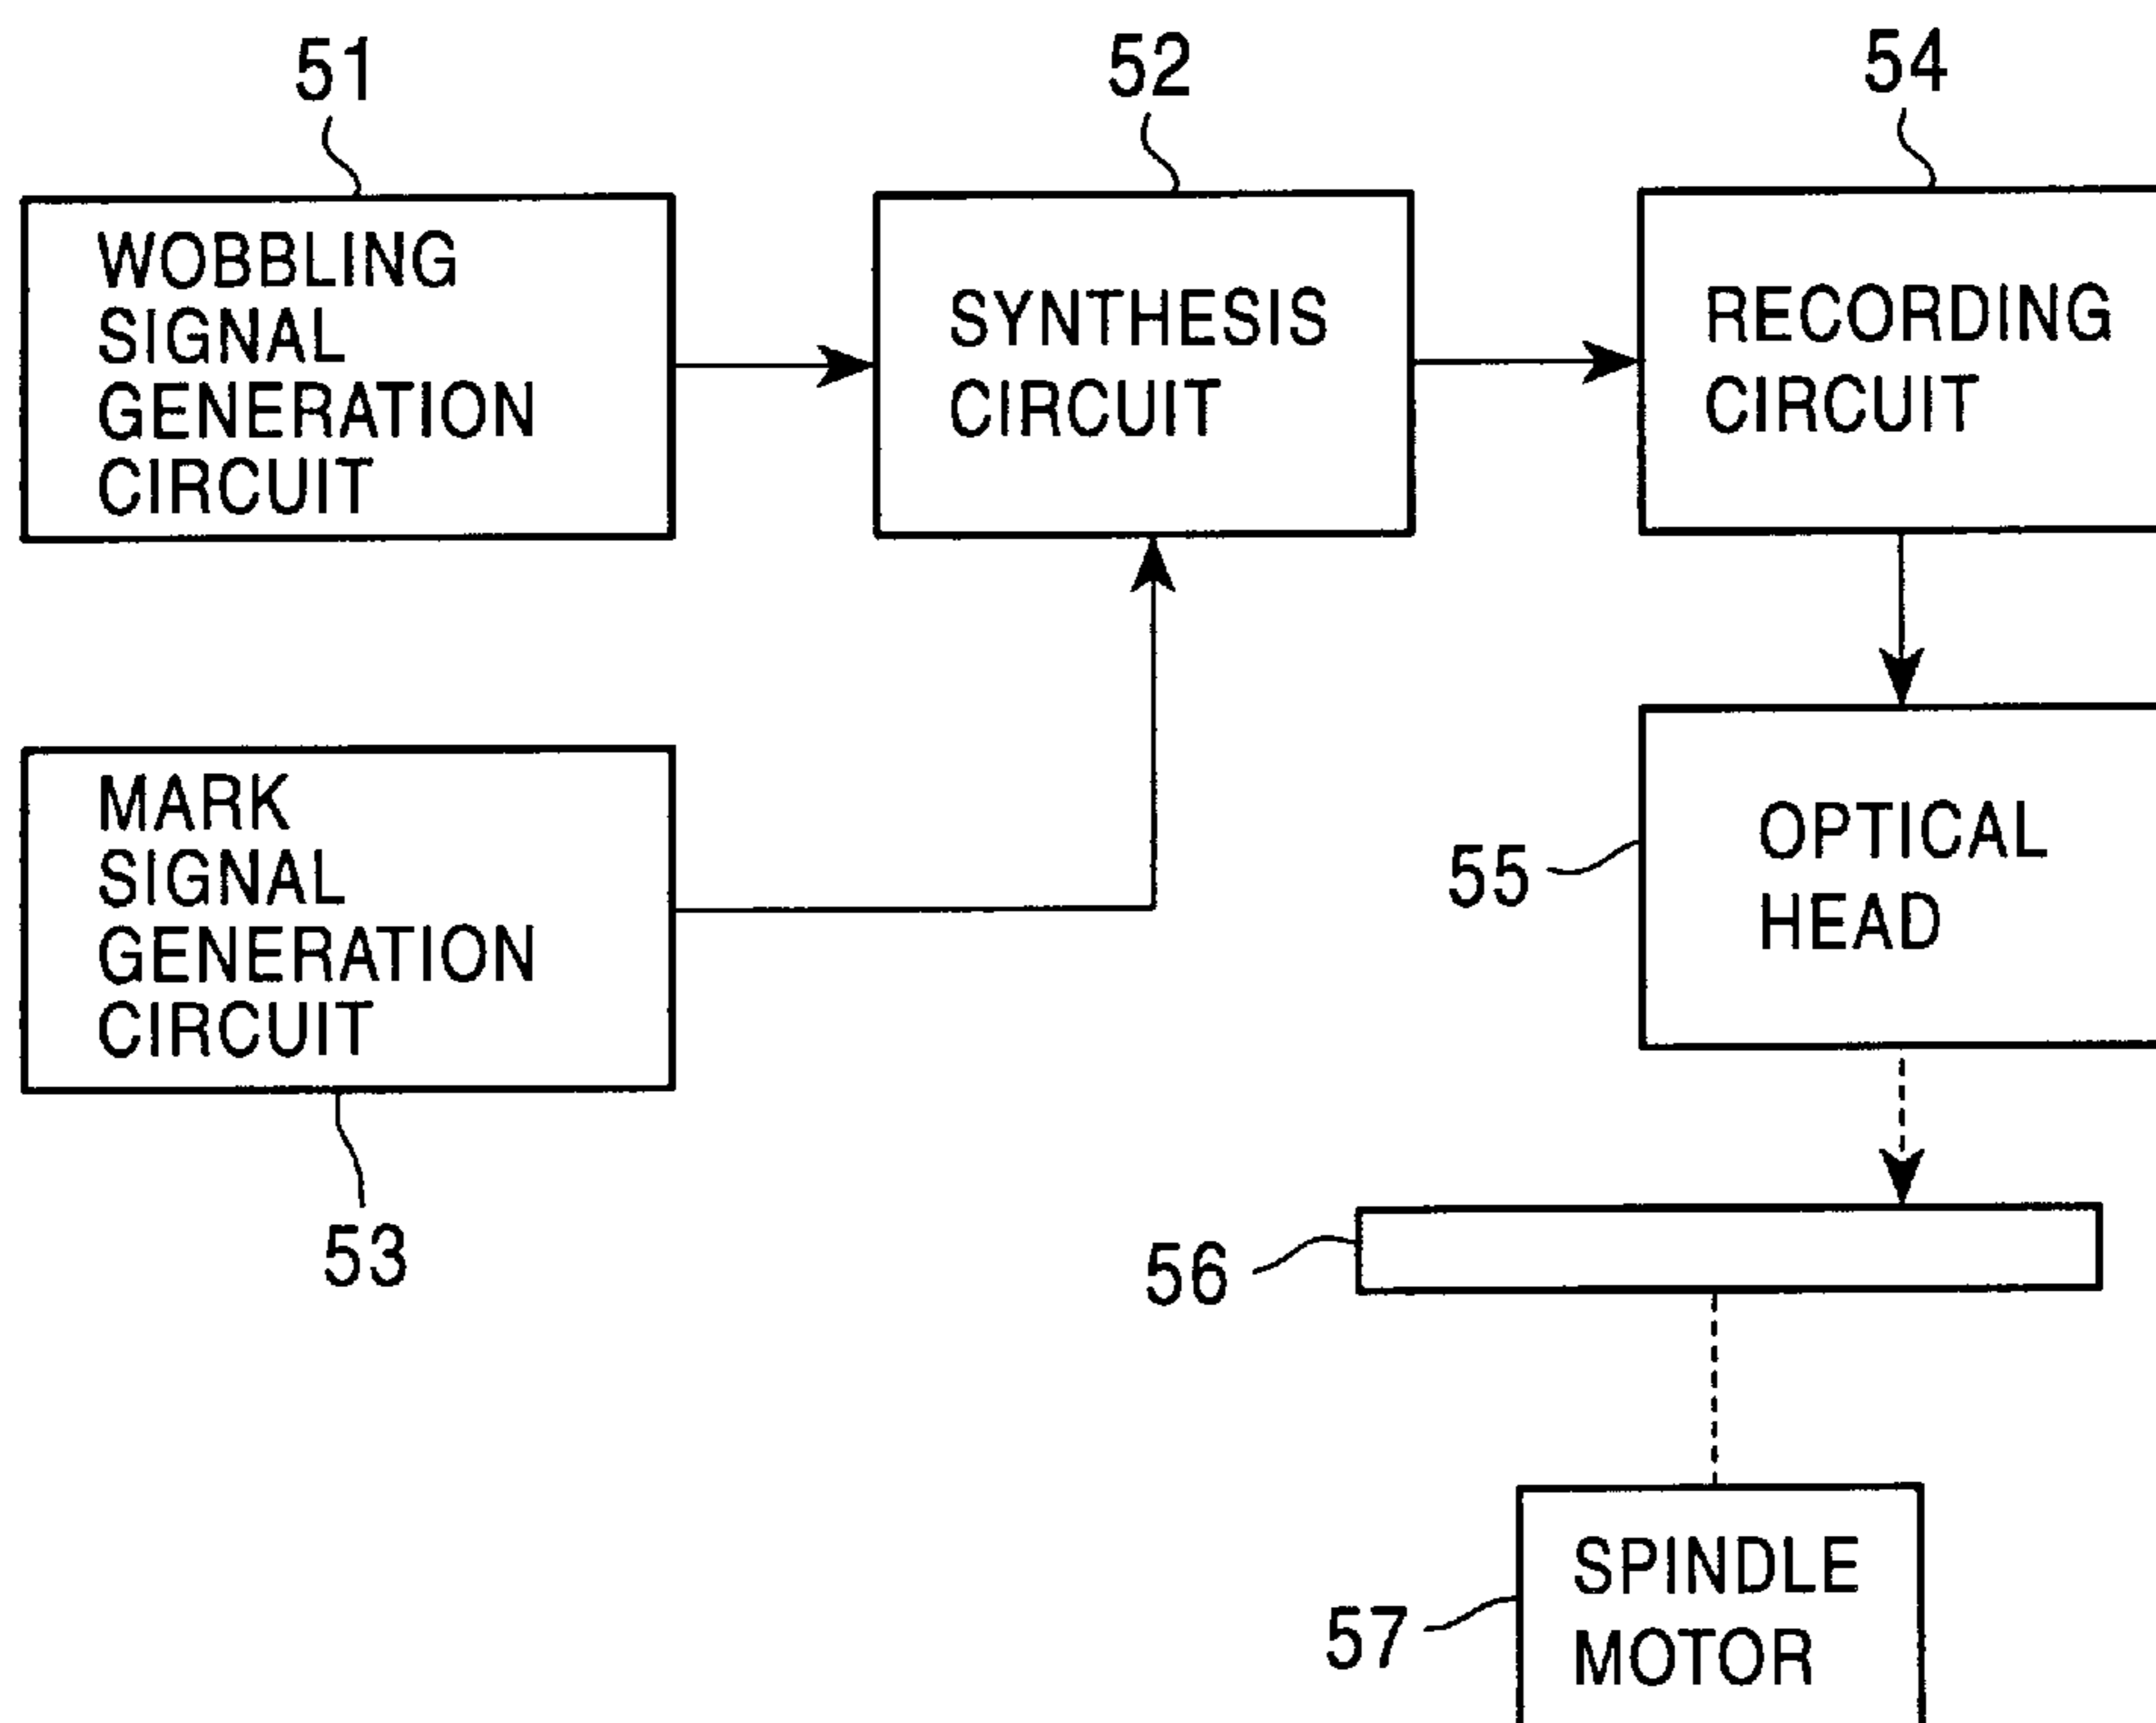 51
WOBBLING
SIGNAL
GENERATION
CIRCUIT
52
SYNTHESIS
CIRCUIT
54
RECORDING
CIRCUIT
MARK
SIGNAL
GENERATION
CIRCUIT
53
55
OPTICAL
HEAD
56
57
SPINDLE
MOTOR